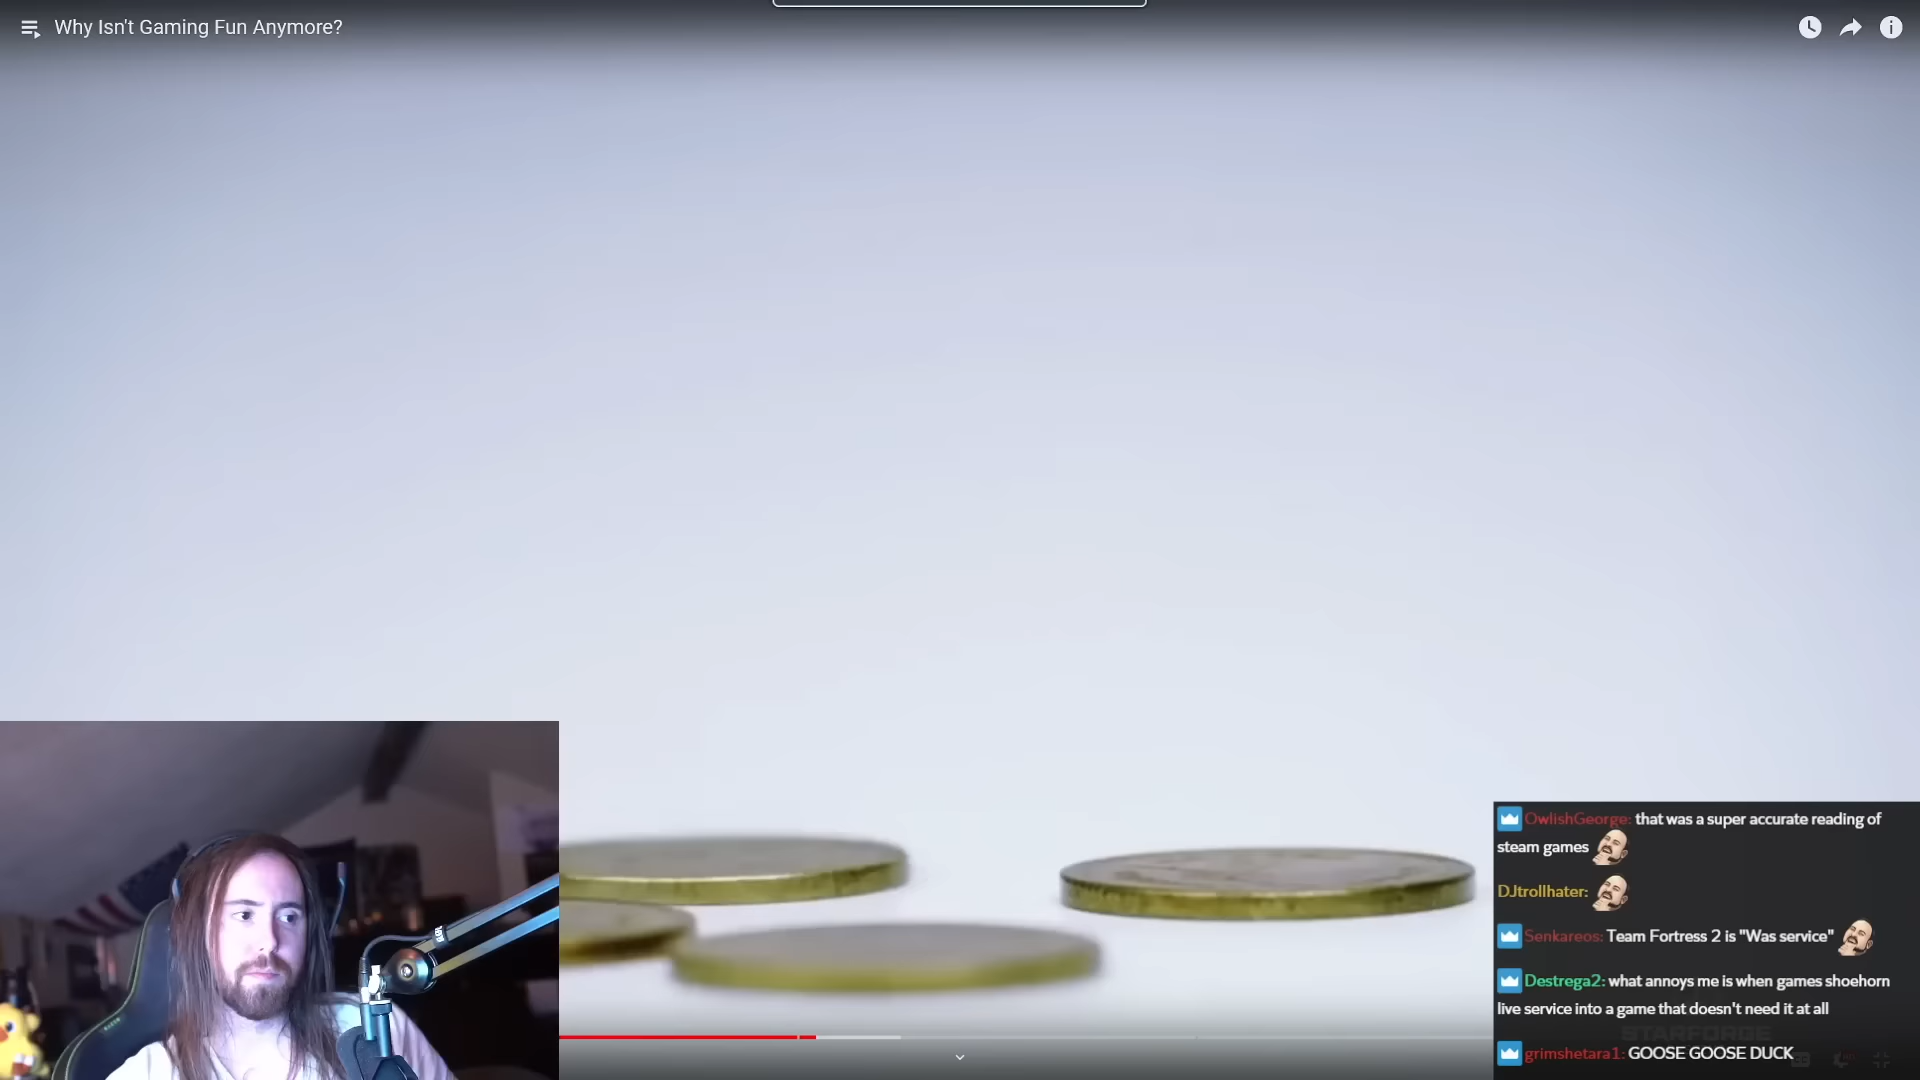 Why Isn't Gaming Fun Anymore?
OwlishGeorge: that was a super accurate reading of
steam games
DJtrollhater:
Senkareos: Team Fortress 2 is "Was service"
Destrega2: what annoys me is when games shoehorn
live service into a game that doesn't need it at all
STARFORGE
grimshetara1: GOOSE GOOSE DUCK